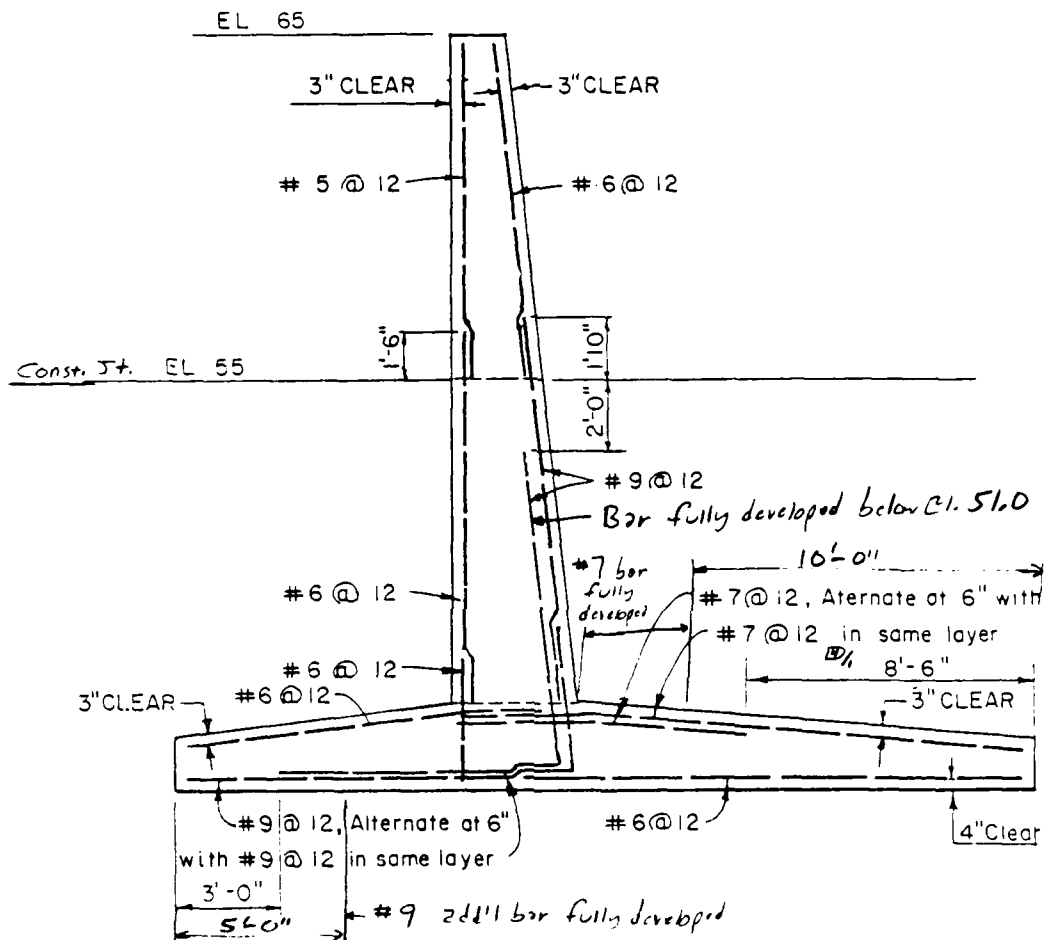 EL 65
3" CLEAR
3" CLEAR
# 5 @ 12
# 6 @ 12
1'-6"
1'10"
Const. Jt. EL 55
2'-0"
# 9 @ 12
Bar fully developed below El. 51.0
10'-0"
#7 bar
fully
developed
# 7 @ 12, Aternate at 6" with
# 7 @ 12 in same layer
8'-6"
#6 @ 12
#6 @ 12
3" CLEAR
#6 @ 12
3" CLEAR
#9 @ 12, Alternate at 6"
with #9 @ 12 in same layer
#6 @ 12
4" Clear
3'-0"
5'-0"
#9 add'l bar fully developed